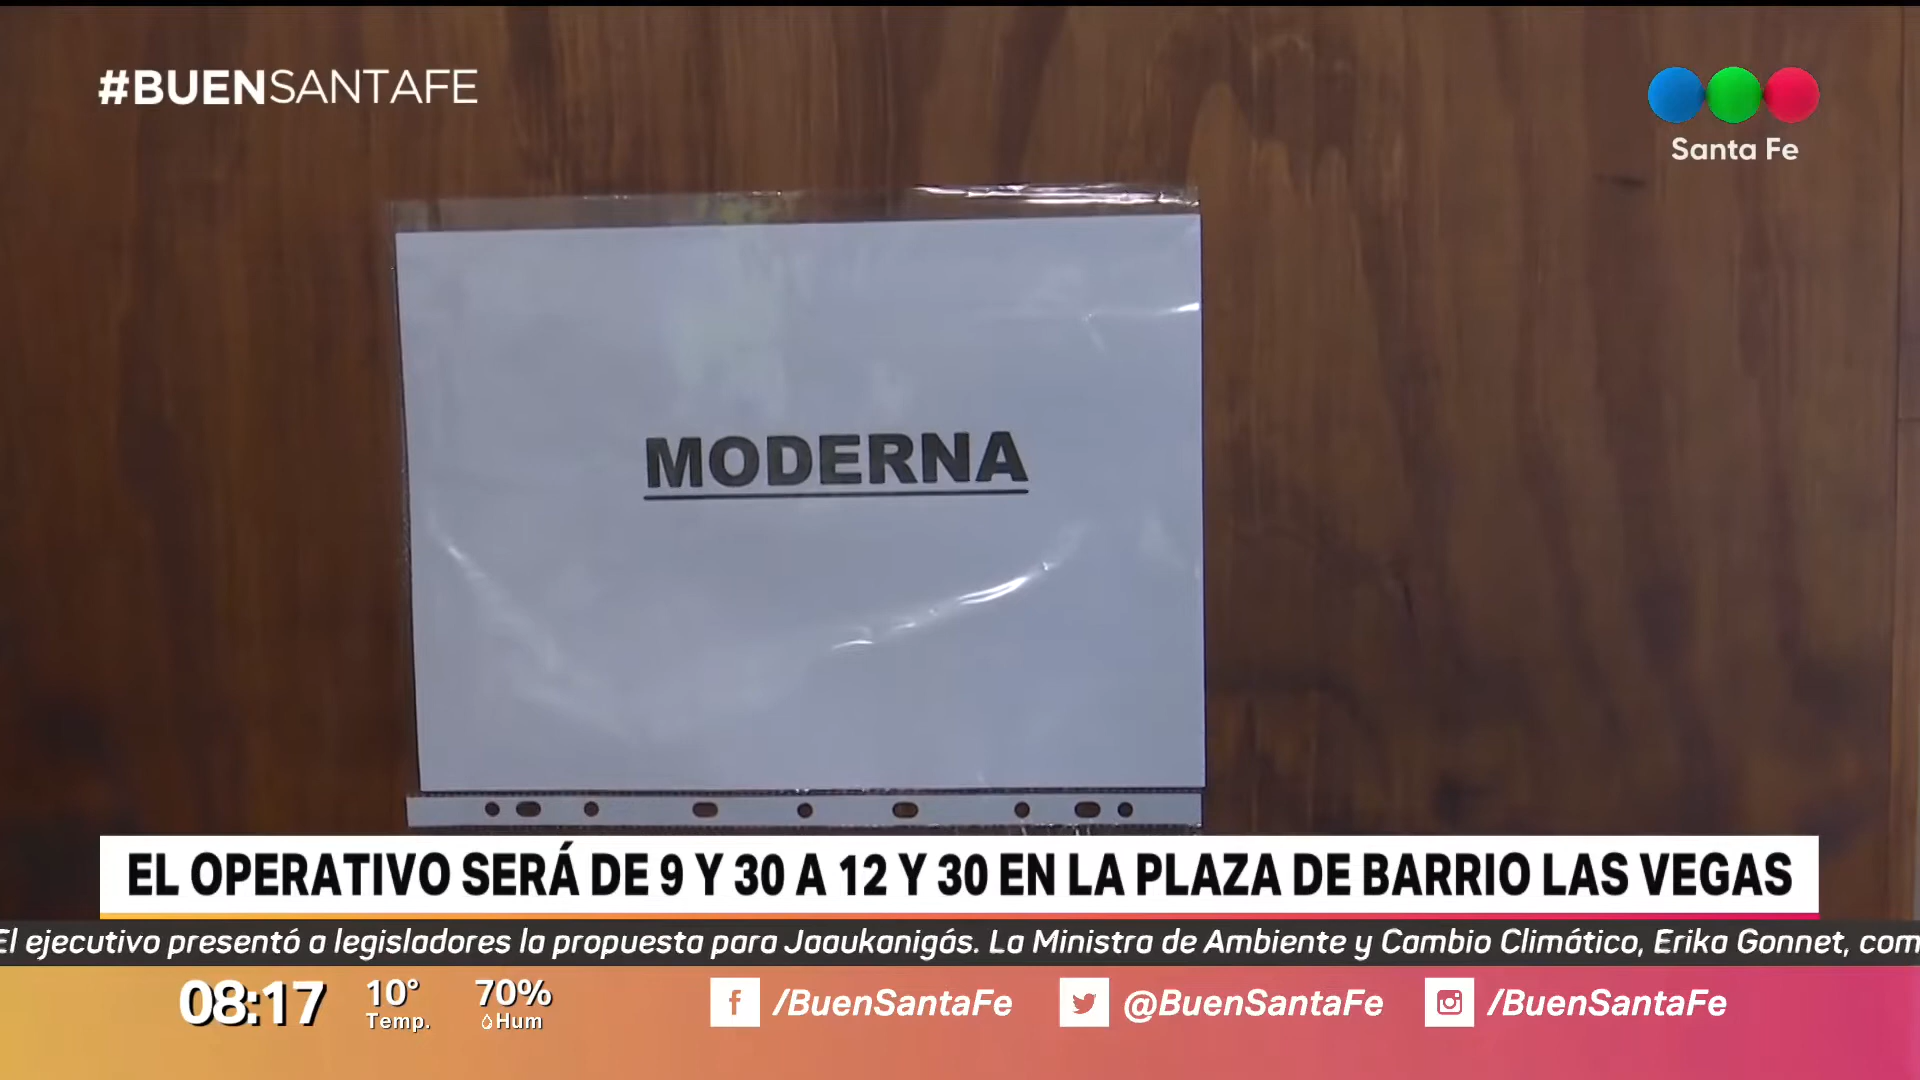 #BUENSANTAFE
Santa Fe
MODERNA
EL OPERATIVO SERÁ DE 9 Y 30 A 12 Y 30 EN LA PLAZA DE BARRIO LAS VEGAS
El ejecutivo presentó a legisladores la propuesta para Jaaukanigás. La Ministra de Ambiente y Cambio Climático, Erika Gonnet, com
08:17 10° Temp. 70% Hum /BuenSantaFe @BuenSantaFe /BuenSantaFe